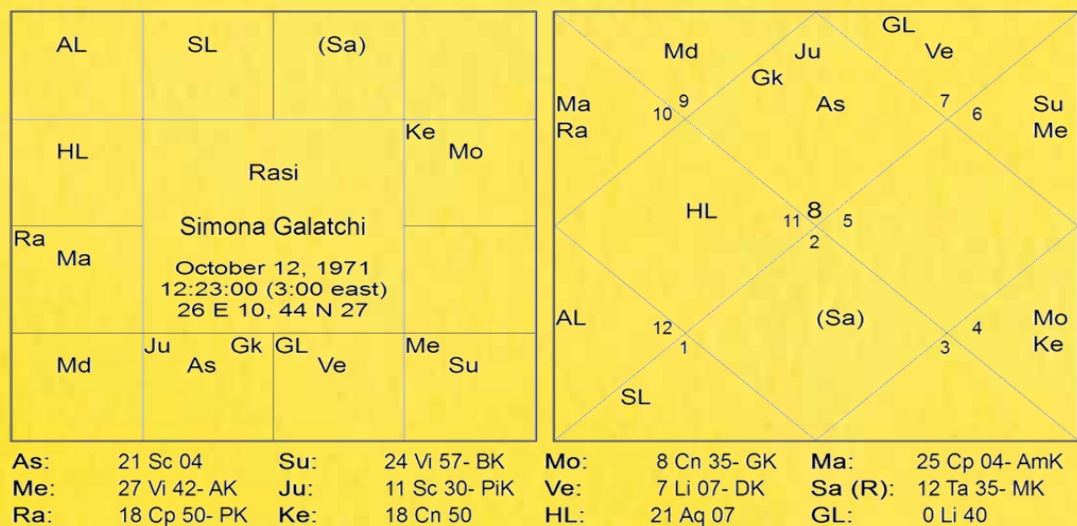 AL SL (Sa)
HL Ke
Mo
Rasi
Simona Galatchi
October 12, 1971
12:23:00 (3:00 east)
26 E 10, 44 N 27
Ra
Ma
Md Ju Gk GL Me
As Ve Su
GL
Md Ju Ve
Gk
Ma 9 As 7 Su
Ra 10 6 Me
HL 11 8 5
2
AL 12 (Sa) 4 Mo
1 3 Ke
SL
As: 21 Sc 04 Su: 24 Vi 57- BK Mo: 8 Cn 35- GK Ma: 25 Cp 04- AmK
Me: 27 Vi 42- AK Ju: 11 Sc 30- PiK Ve: 7 Li 07- DK Sa (R): 12 Ta 35- MK
Ra: 18 Cp 50- PK Ke: 18 Cn 50 HL: 21 Aq 07 GL: 0 Li 40